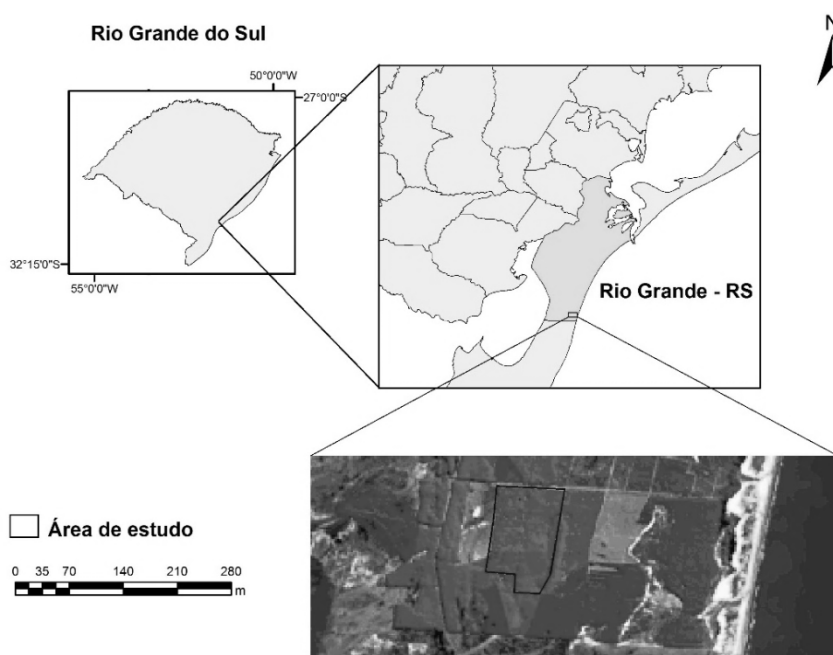 Rio Grande do Sul
N
50°0'0"W
27°0'0"S
32°15'0"S
55°0'0"W
Rio Grande - RS
Área de estudo
0 35 70 140 210 280
m